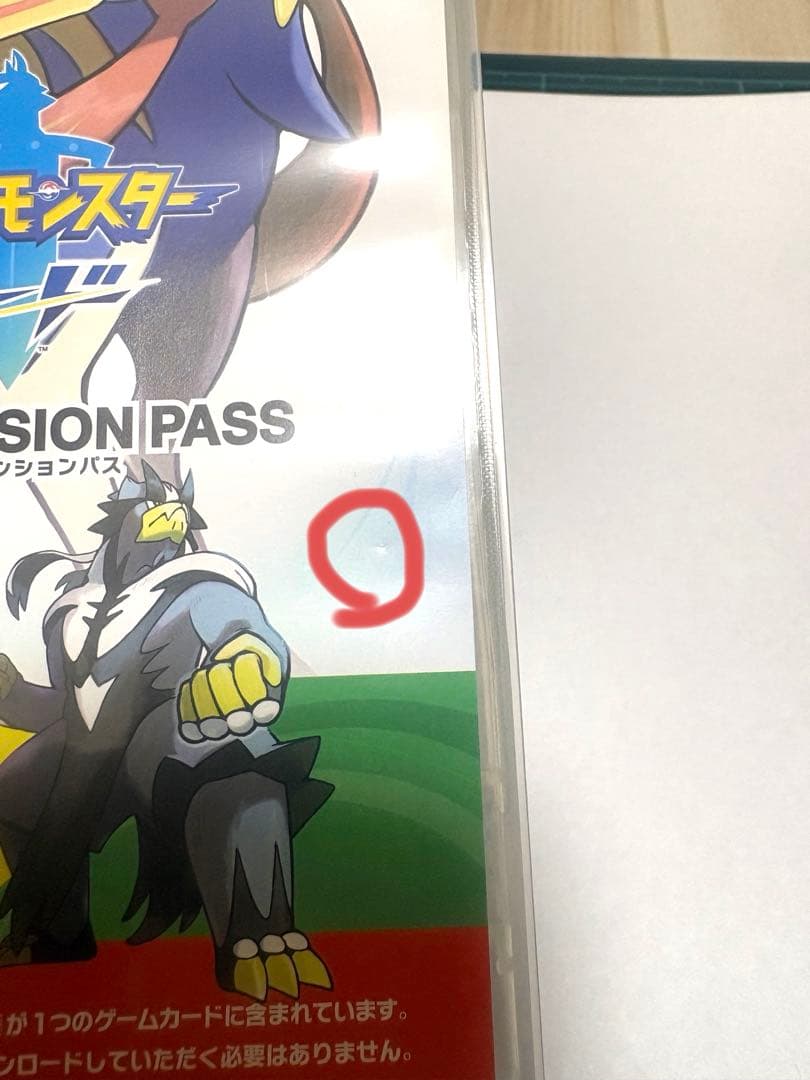 モンスター
ード
™
SION PASS
ンションパス
が1つのゲームカードに含まれています。
ンロードしていただく必要はありません。